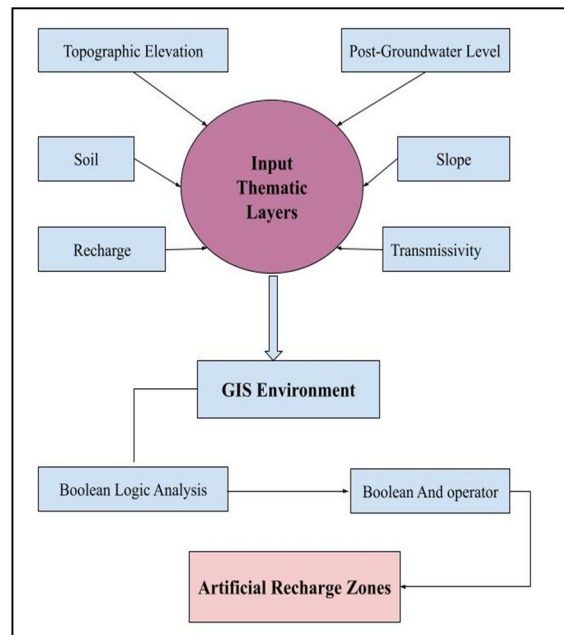 Topographic Elevation
Post-Groundwater Level
Soil
Input
Thematic
Layers
Slope
Recharge
Transmissivity
GIS Environment
Boolean Logic Analysis
Boolean And operator
Artificial Recharge Zones